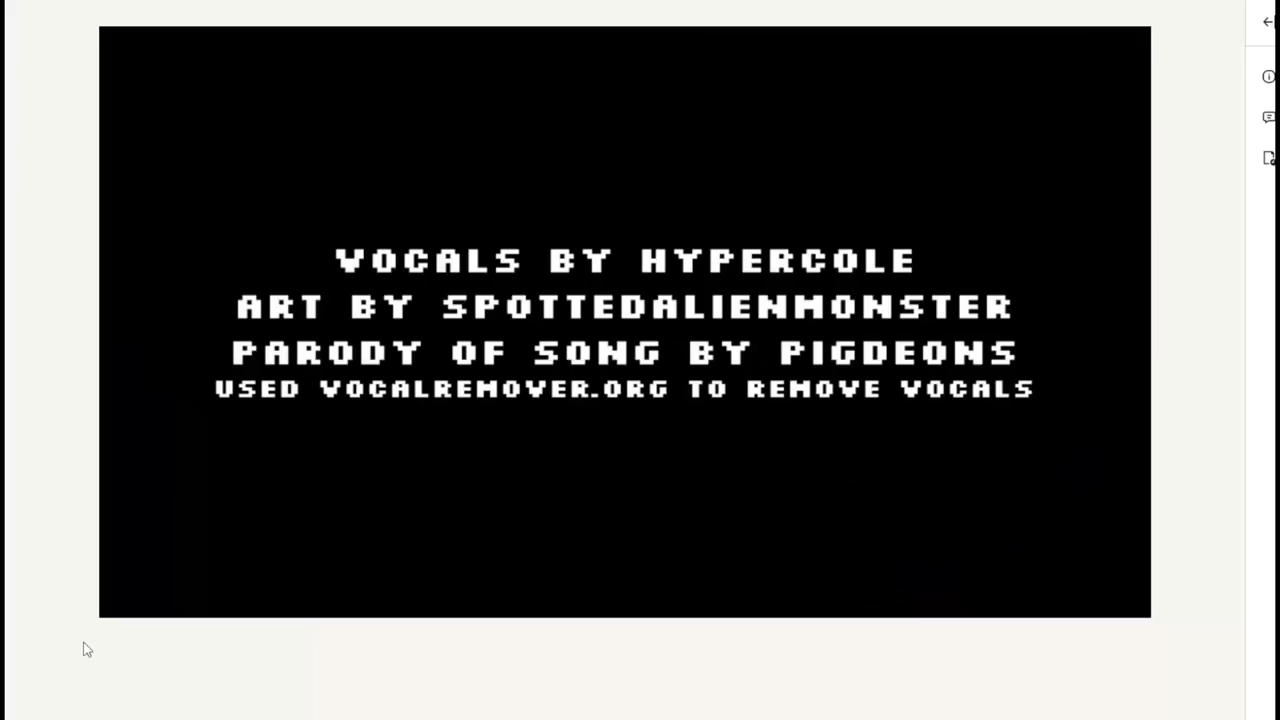 VOCALS BY HYPERCOLE
ART BY SPOTTEDALIENMONSTER
PARODY OF SONG BY PIGDEONS
USED VOCALREMOVER.ORG TO REMOVE VOCALS